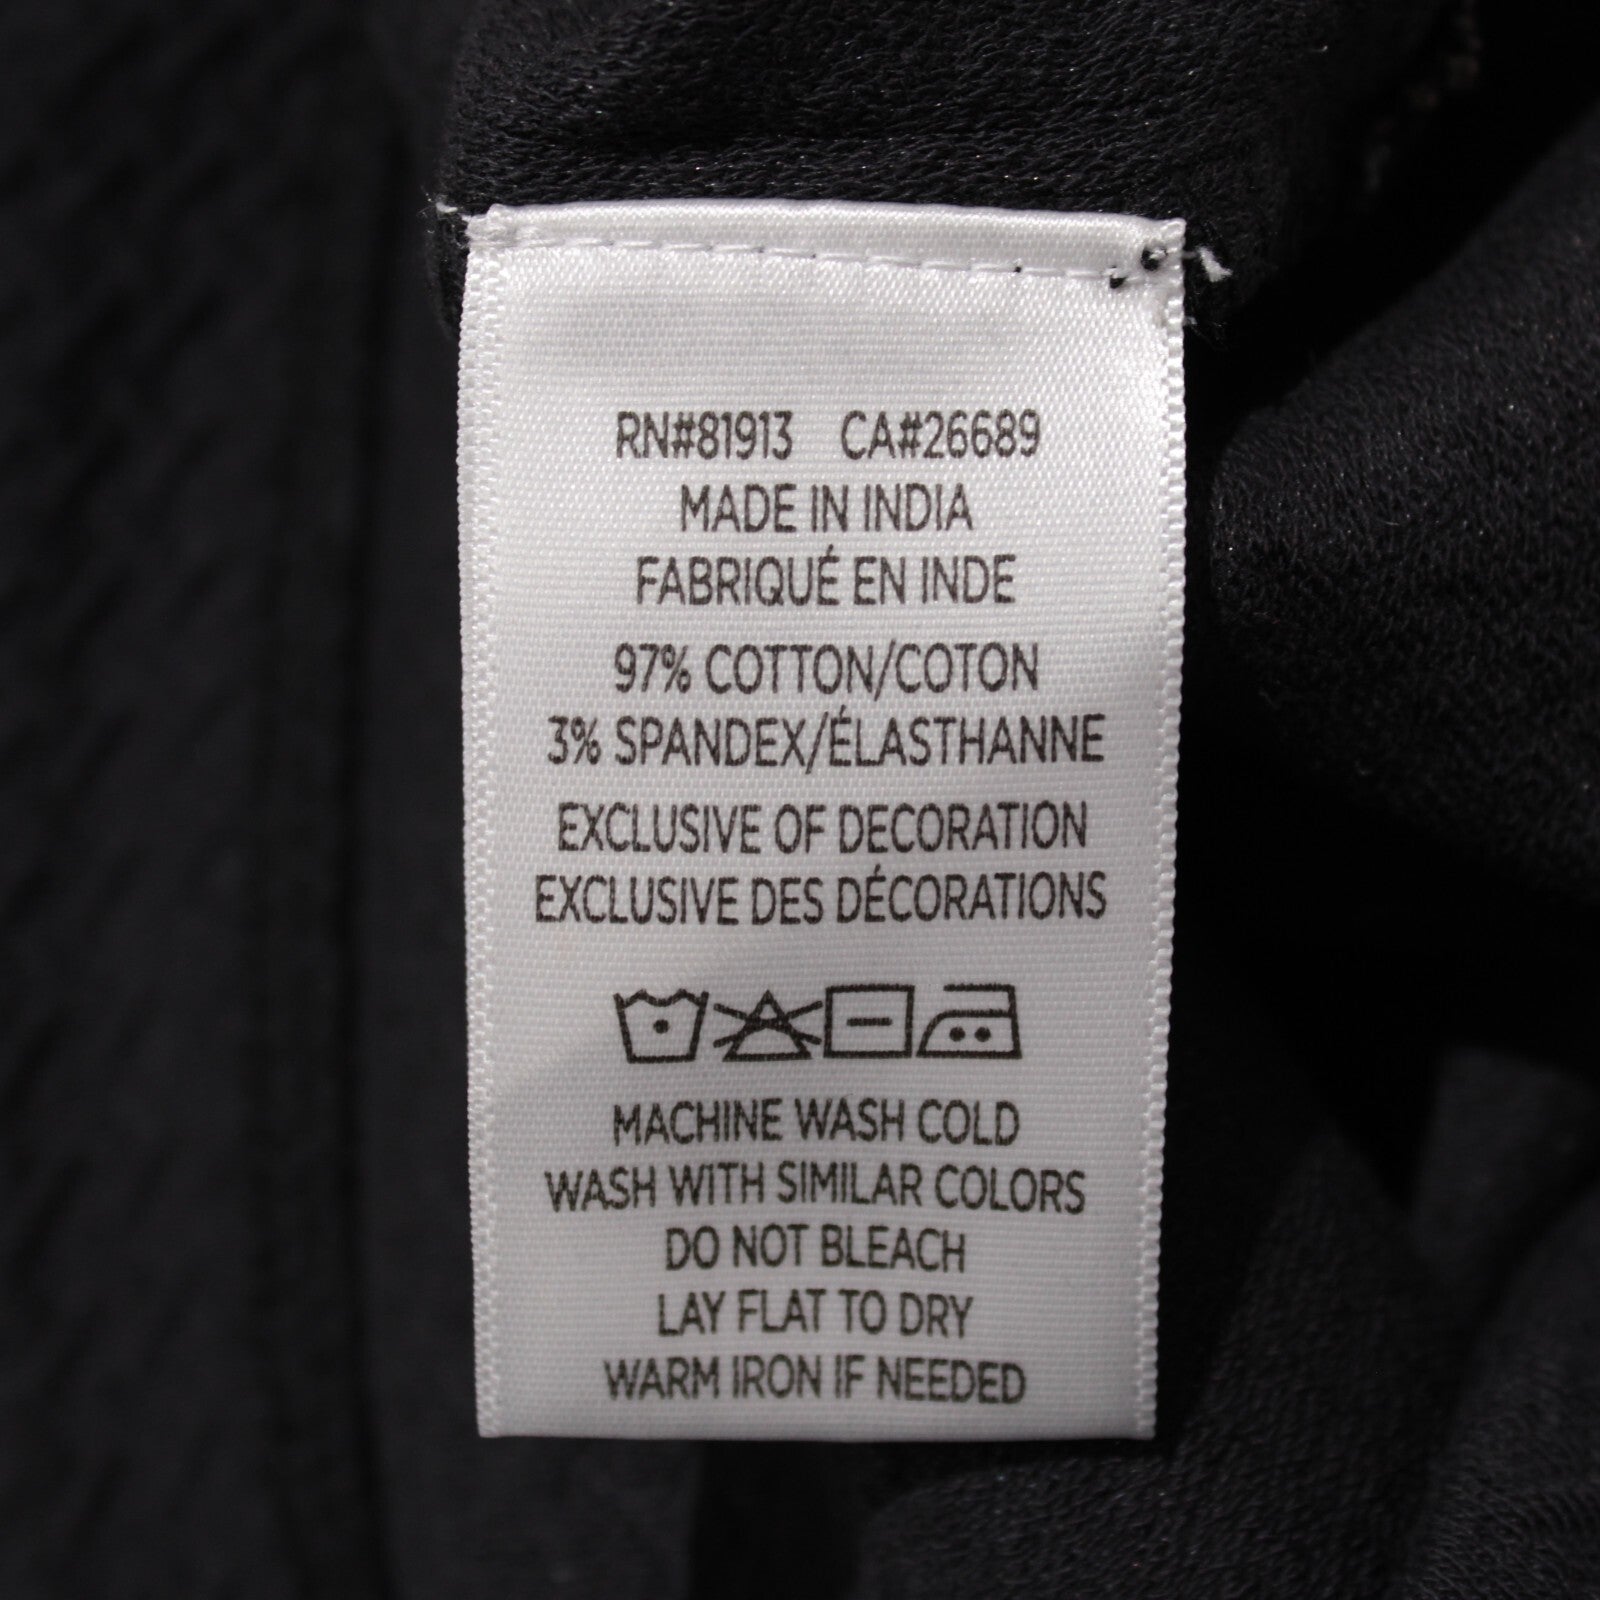 RN#81913 CA#26689
MADE IN INDIA
FABRIQUÉ EN INDE
97% COTTON/COTON
3% SPANDEX/ÉLASTHANNE
EXCLUSIVE OF DECORATION
EXCLUSIVE DES DÉCORATIONS
MACHINE WASH COLD
WASH WITH SIMILAR COLORS
DO NOT BLEACH
LAY FLAT TO DRY
WARM IRON IF NEEDED